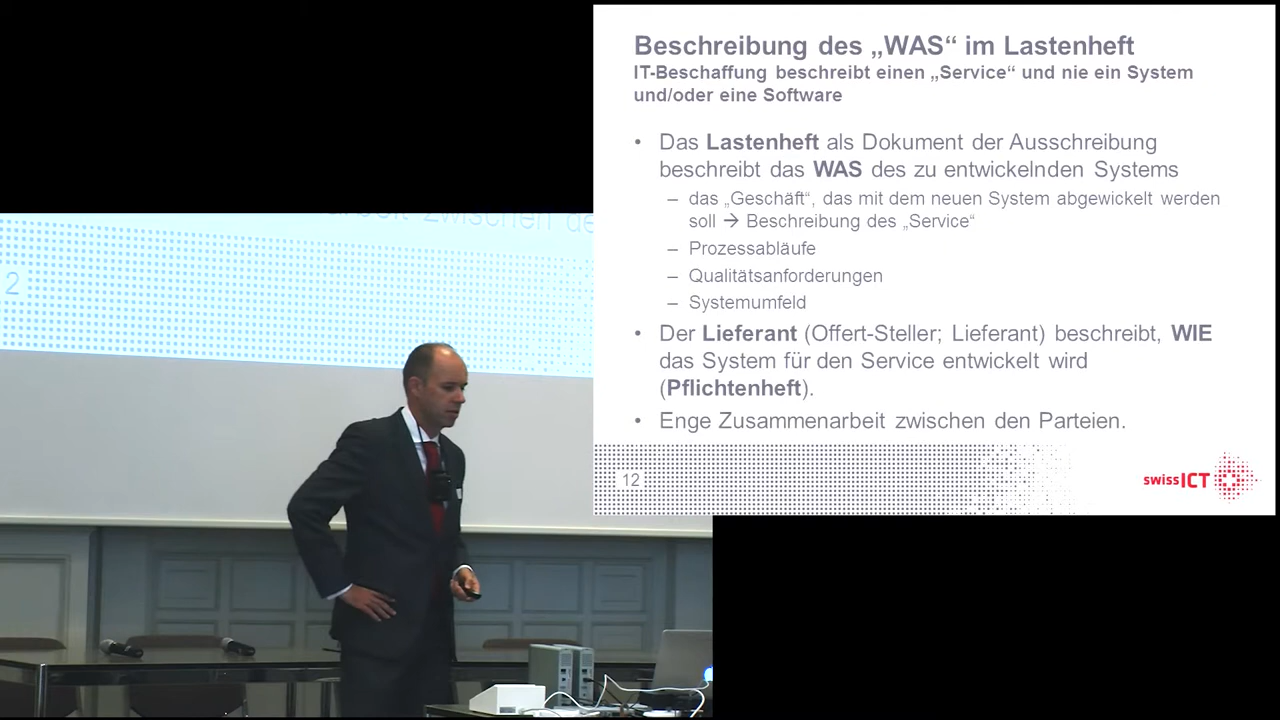 Beschreibung des „WAS“ im Lastenheft
IT-Beschaffung beschreibt einen „Service“ und nie ein System
und/oder eine Software
• Das Lastenheft als Dokument der Ausschreibung
beschreibt das WAS des zu entwickelnden Systems
– das „Geschäft“, das mit dem neuen System abgewickelt werden
soll → Beschreibung des „Service“
– Prozessabläufe
– Qualitätsanforderungen
– Systemumfeld
• Der Lieferant (Offert-Steller; Lieferant) beschreibt, WIE
das System für den Service entwickelt wird
(Pflichtenheft).
• Enge Zusammenarbeit zwischen den Parteien.
12
swissICT
zwischen
2